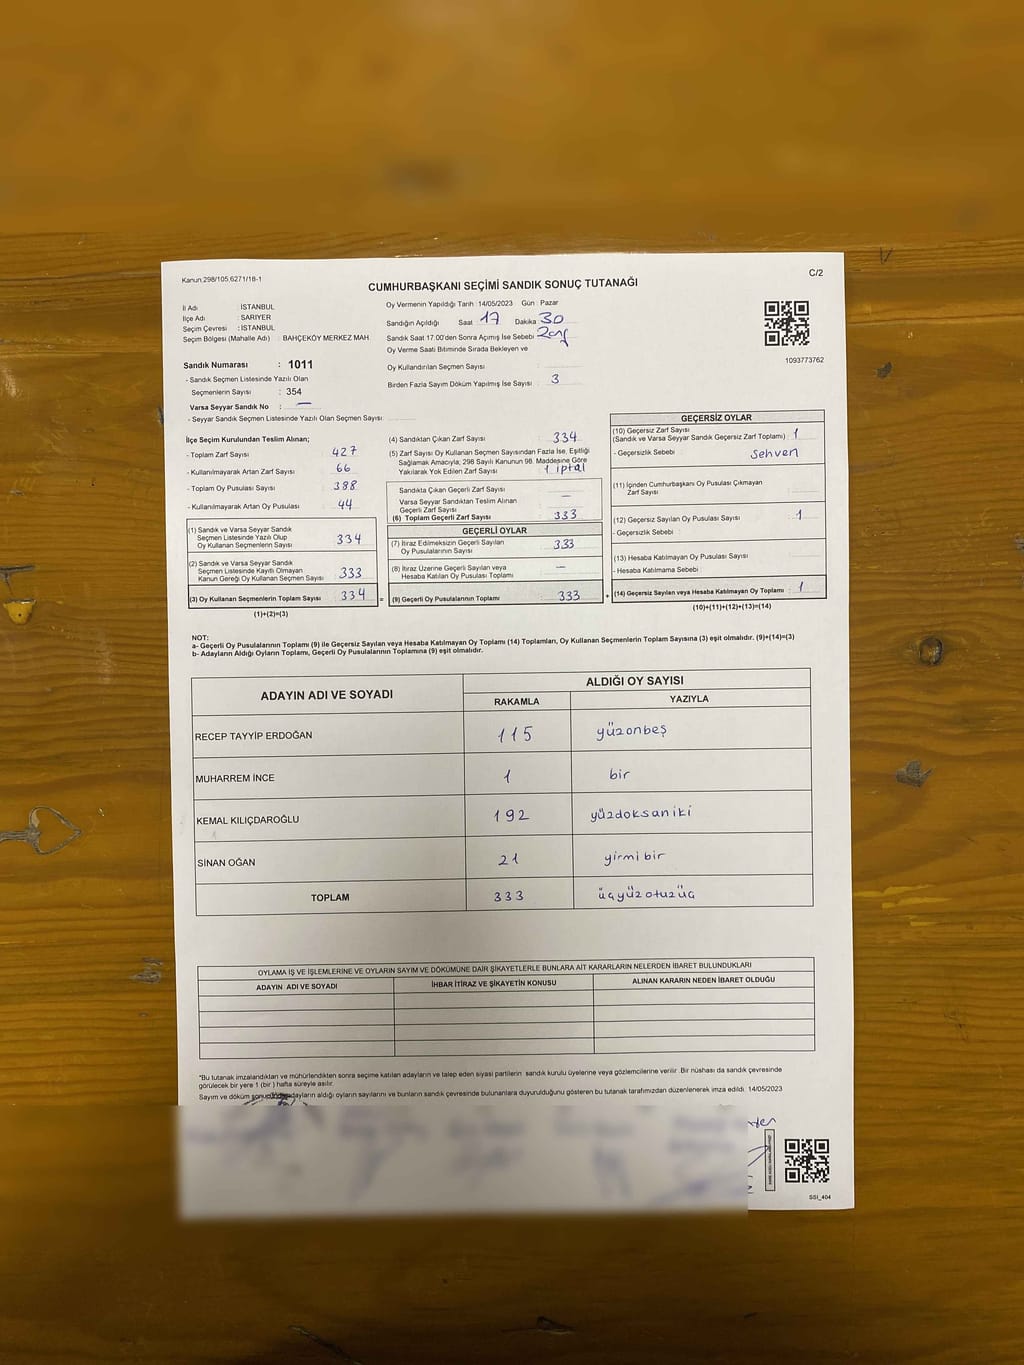 Kanun:298/105,6271/18-1
C/2
CUMHURBAŞKANI SEÇİMİ SANDIK SONUÇ TUTANAĞI
İl Adı : İSTANBUL
İlçe Adı : SARIYER
Seçim Çevresi : İSTANBUL
Seçim Bölgesi (Mahalle Adı) : BAHÇEKÖY MERKEZ MAH
Sandık Numarası : 1011
- Sandık Seçmen Listesinde Yazılı Olan
Seçmenlerin Sayısı : 354
Varsa Seyyar Sandık No : —
- Seyyar Sandık Seçmen Listesinde Yazılı Olan Seçmen Sayısı
Oy Vermenin Yapıldığı Tarih :14/05/2023 Gün : Pazar
Sandığın Açıldığı Saat 17 Dakika 30
Sandık Saat 17:00'den Sonra Açımış İse Sebebi
Oy Verme Saati Bitiminde Sırada Bekleyen ve
Oy Kullandırılan Seçmen Sayısı
Birden Fazla Sayım Döküm Yapılmış İse Sayısı : 3
1093773762
İlçe Seçim Kurulundan Teslim Alınan;
- Toplam Zarf Sayısı : 427
- Kullanılmayarak Artan Zarf Sayısı : 66
- Toplam Oy Pusulası Sayısı : 388
- Kullanılmayarak Artan Oy Pusulası : 44
(1) Sandık ve Varsa Seyyar Sandık
Seçmen Listesinde Yazılı Olup
Oy Kullanan Seçmenlerin Sayısı 334
(2) Sandık ve Varsa Seyyar Sandık
Seçmen Listesinde Kayıtlı Olmayan
Kanun Gereği Oy Kullanan Seçmen Sayısı 333
(3) Oy Kullanan Seçmenlerin Toplam Sayısı 334 =
(1)+(2)=(3)
(4) Sandıktan Çıkan Zarf Sayısı : 334
(5) Zarf Sayısı Oy Kullanan Seçmen Sayısından Fazla İse, Eşitliği
Sağlamak Amacıyla; 298 Sayılı Kanunun 98. Maddesine Göre
Yakılarak Yok Edilen Zarf Sayısı : 1 iptal
Sandıkta Çıkan Geçerli Zarf Sayısı :
Varsa Seyyar Sandıktan Teslim Alınan
Geçerli Zarf Sayısı : —
(6) Toplam Geçerli Zarf Sayısı : 333
GEÇERLİ OYLAR
(7) İtiraz Edilmeksizin Geçerli Sayılan
Oy Pusulalarının Sayısı : 333
(8) İtiraz Üzerine Geçerli Sayılan veya
Hesaba Katılan Oy Pusulası Toplamı : —
(9) Geçerli Oy Pusulalarının Toplamı : 333 +
GEÇERSİZ OYLAR
(10) Geçersiz Zarf Sayısı
(Sandık ve Varsa Seyyar Sandık Geçersiz Zarf Toplamı) : 1
- Geçersizlik Sebebi : Sehven
(11) İçinden Cumhurbaşkanı Oy Pusulası Çıkmayan
Zarf Sayısı :
(12) Geçersiz Sayılan Oy Pusulası Sayısı : 1
- Geçersizlik Sebebi :
(13) Hesaba Katılmayan Oy Pusulası Sayısı :
- Hesaba Katılmama Sebebi :
(14) Geçersiz Sayılan veya Hesaba Katılmayan Oy Toplamı : 1
(10)+(11)+(12)+(13)=(14)
NOT:
a- Geçerli Oy Pusulalarının Toplamı (9) ile Geçersiz Sayılan veya Hesaba Katılmayan Oy Toplamı (14) Toplamları, Oy Kullanan Seçmenlerin Toplam Sayısına (3) eşit olmalıdır. (9)+(14)=(3)
b- Adayların Aldığı Oyların Toplamı, Geçerli Oy Pusulalarının Toplamına (9) eşit olmalıdır.
ADAYIN ADI VE SOYADI
ALDIĞI OY SAYISI
RAKAMLA YAZIYLA
RECEP TAYYİP ERDOĞAN 115 yüzonbeş
MUHARREM İNCE 1 bir
KEMAL KILIÇDAROĞLU 192 yüzdoksaniki
SİNAN OĞAN 21 yirmi bir
TOPLAM 333 üçyüzotuzüç
OYLAMA İŞ VE İŞLEMLERİNE VE OYLARIN SAYIM VE DÖKÜMÜNE DAİR ŞİKAYETLERLE BUNLARA AİT KARARLARIN NELERDEN İBARET BULUNDUKLARI
ADAYIN ADI VE SOYADI İHBAR İTİRAZ VE ŞİKAYETİN KONUSU ALINAN KARARIN NEDEN İBARET OLDUĞU
*Bu tutanak imzalandıktan ve mühürlendikten sonra seçime katılan adayların ve talep eden siyasi partilerin sandık kurulu üyelerine veya gözlemcilerine verilir. Bir nüshası da sandık çevresinde
görülecek bir yere 1 (bir) hafta süreyle asılır.
Sayım ve döküm sonucunda adayların aldığı oyların sayılarını ve bunların sandık çevresinde bulunanlara duyurulduğunu gösteren bu tutanak tarafımızdan düzenlenerek imza edildi. 14/05/2023
SSİ_404